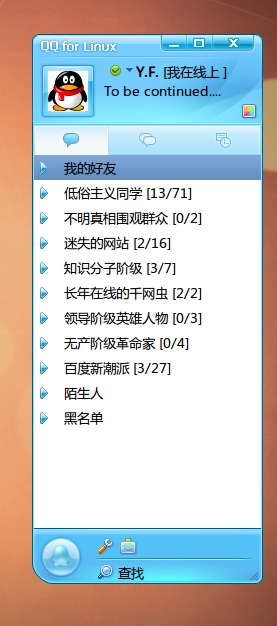 QQ for Linux
Y.F. [我在线上 ]
To be continued....
我的好友
低俗主义同学 [13/71]
不明真相围观群众 [0/2]
迷失的网站 [2/16]
知识分子阶级 [3/7]
长年在线的千网虫 [2/2]
领导阶级英雄人物 [0/3]
无产阶级革命家 [0/4]
百度新潮派 [3/27]
陌生人
黑名单
查找